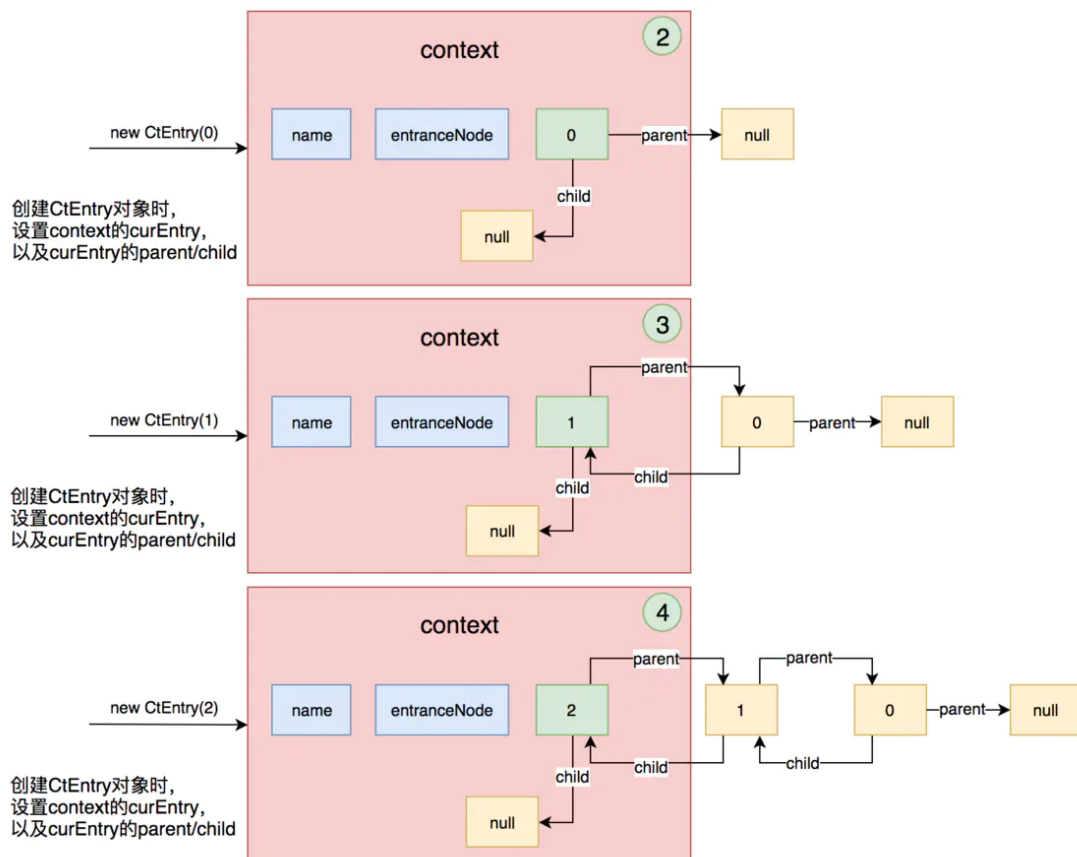 context
2
new CtEntry(0)
name
entranceNode
0
parent
null
child
null
创建CtEntry对象时，
设置context的curEntry，
以及curEntry的parent/child
context
3
parent
new CtEntry(1)
name
entranceNode
1
0
parent
null
child
child
null
创建CtEntry对象时，
设置context的curEntry，
以及curEntry的parent/child
context
4
parent
parent
new CtEntry(2)
name
entranceNode
2
1
0
parent
null
child
child
child
null
创建CtEntry对象时，
设置context的curEntry，
以及curEntry的parent/child